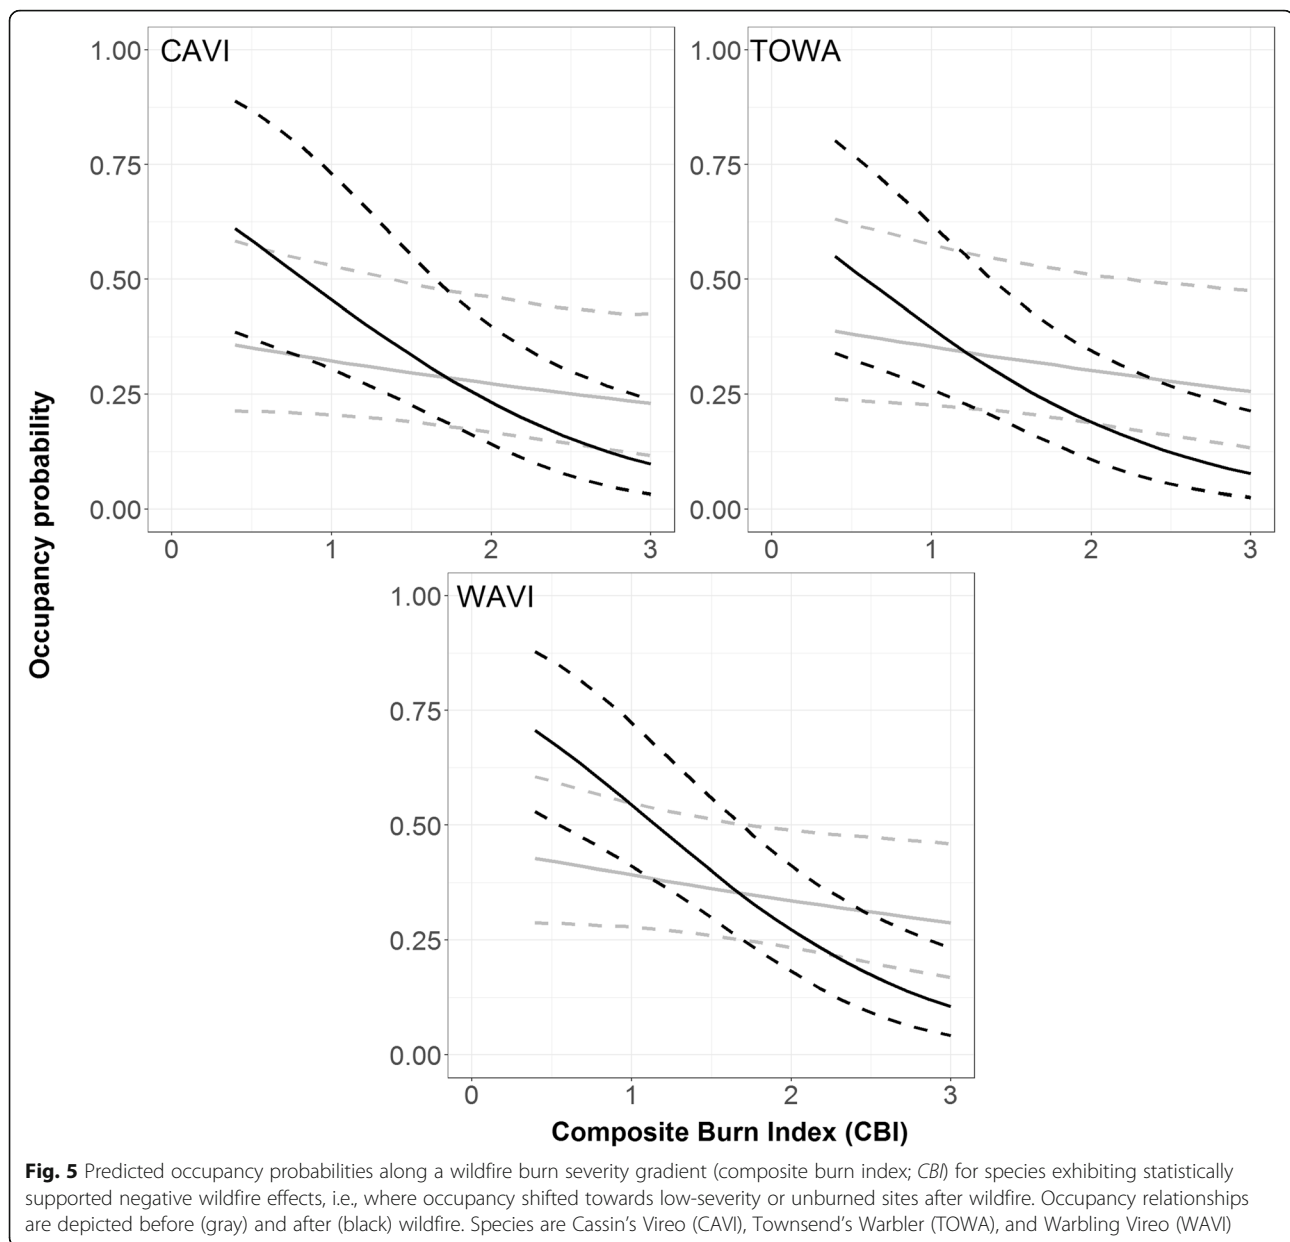 CAVI
1.00
0.75
0.50
0.25
0.00
0 1 2 3
TOWA
1.00
0.75
0.50
0.25
0.00
0 1 2 3
Occupancy probability
WAVI
1.00
0.75
0.50
0.25
0.00
0 1 2 3
Composite Burn Index (CBI)
Fig. 5 Predicted occupancy probabilities along a wildfire burn severity gradient (composite burn index; CBI) for species exhibiting statistically
supported negative wildfire effects, i.e., where occupancy shifted towards low-severity or unburned sites after wildfire. Occupancy relationships
are depicted before (gray) and after (black) wildfire. Species are Cassin's Vireo (CAVI), Townsend's Warbler (TOWA), and Warbling Vireo (WAVI)